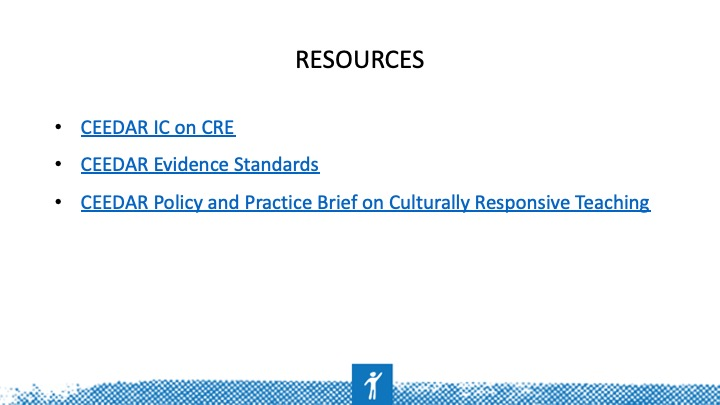 RESOURCES
• CEEDAR IC on CRE
• CEEDAR Evidence Standards
• CEEDAR Policy and Practice Brief on Culturally Responsive Teaching